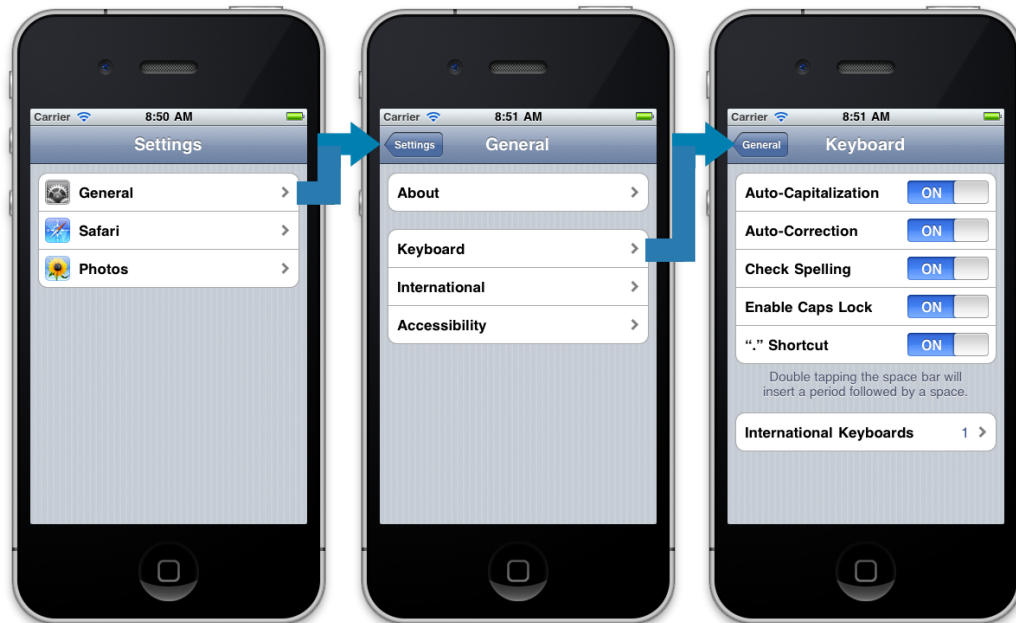 Carrier 8:50 AM
Settings
General
Safari
Photos
Carrier 8:51 AM
Settings General
About
Keyboard
International
Accessibility
Carrier 8:51 AM
General Keyboard
Auto-Capitalization ON
Auto-Correction ON
Check Spelling ON
Enable Caps Lock ON
“.” Shortcut ON
Double tapping the space bar will
insert a period followed by a space.
International Keyboards 1